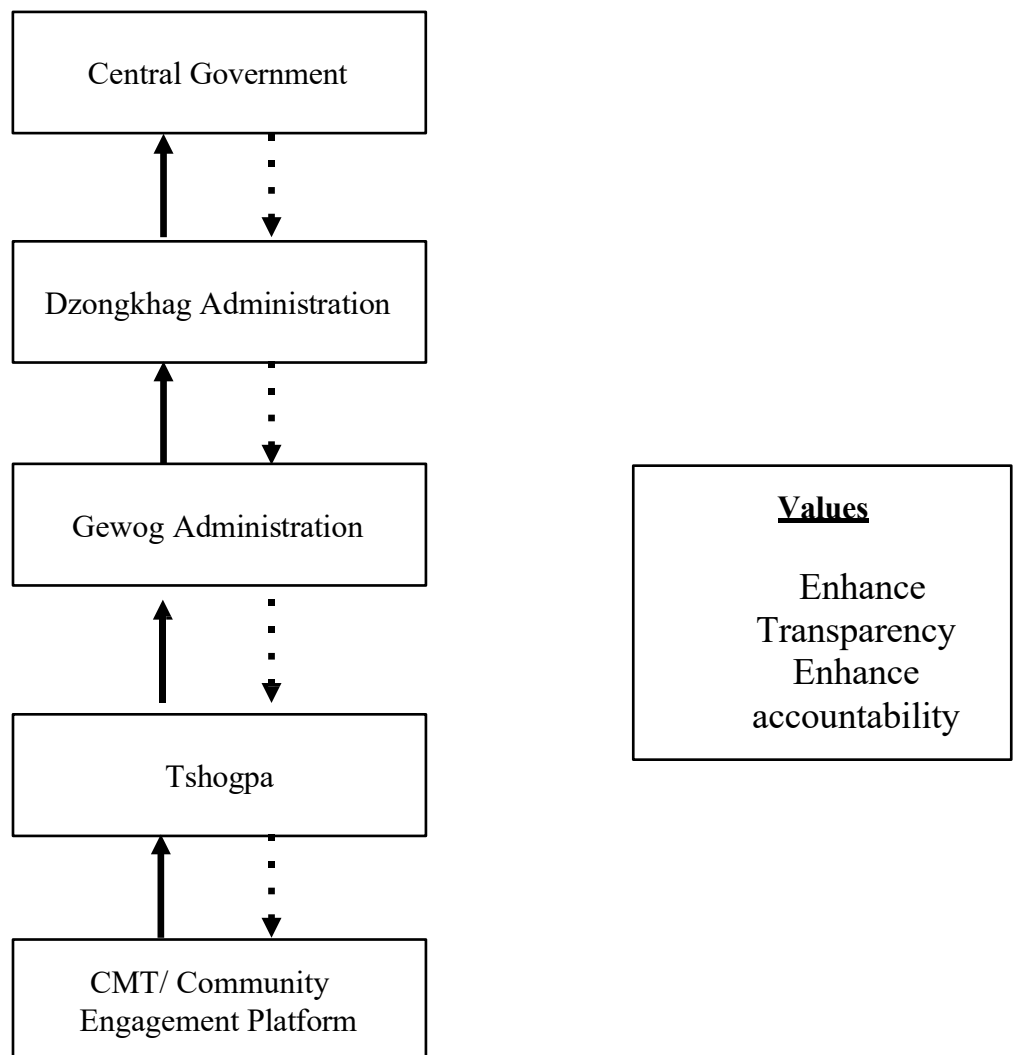 Central Government
Dzongkhag Administration
Gewog Administration
Values
Enhance
Transparency
Enhance
accountability
Tshogpa
CMT/ Community
Engagement Platform